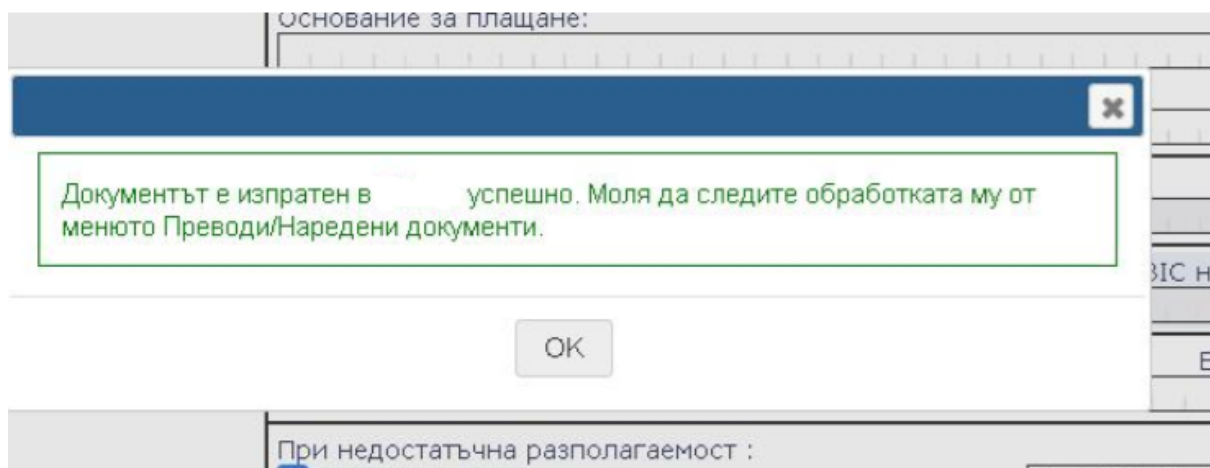 Основание за плащане:
Документът е изпратен в успешно. Моля да следите обработката му от
менюто Преводи/Наредени документи.
BIC н
OK
При недостатъчна разполагаемост :